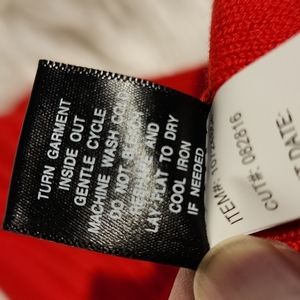 TURN GARMENT
INSIDE OUT
GENTLE CYCLE
MACHINE WASH COLD
DO NOT BLEACH
AND
LAY FLAT TO DRY
COOL IRON
IF NEEDED
ITEM#:
CUT#: 022816
DATE: